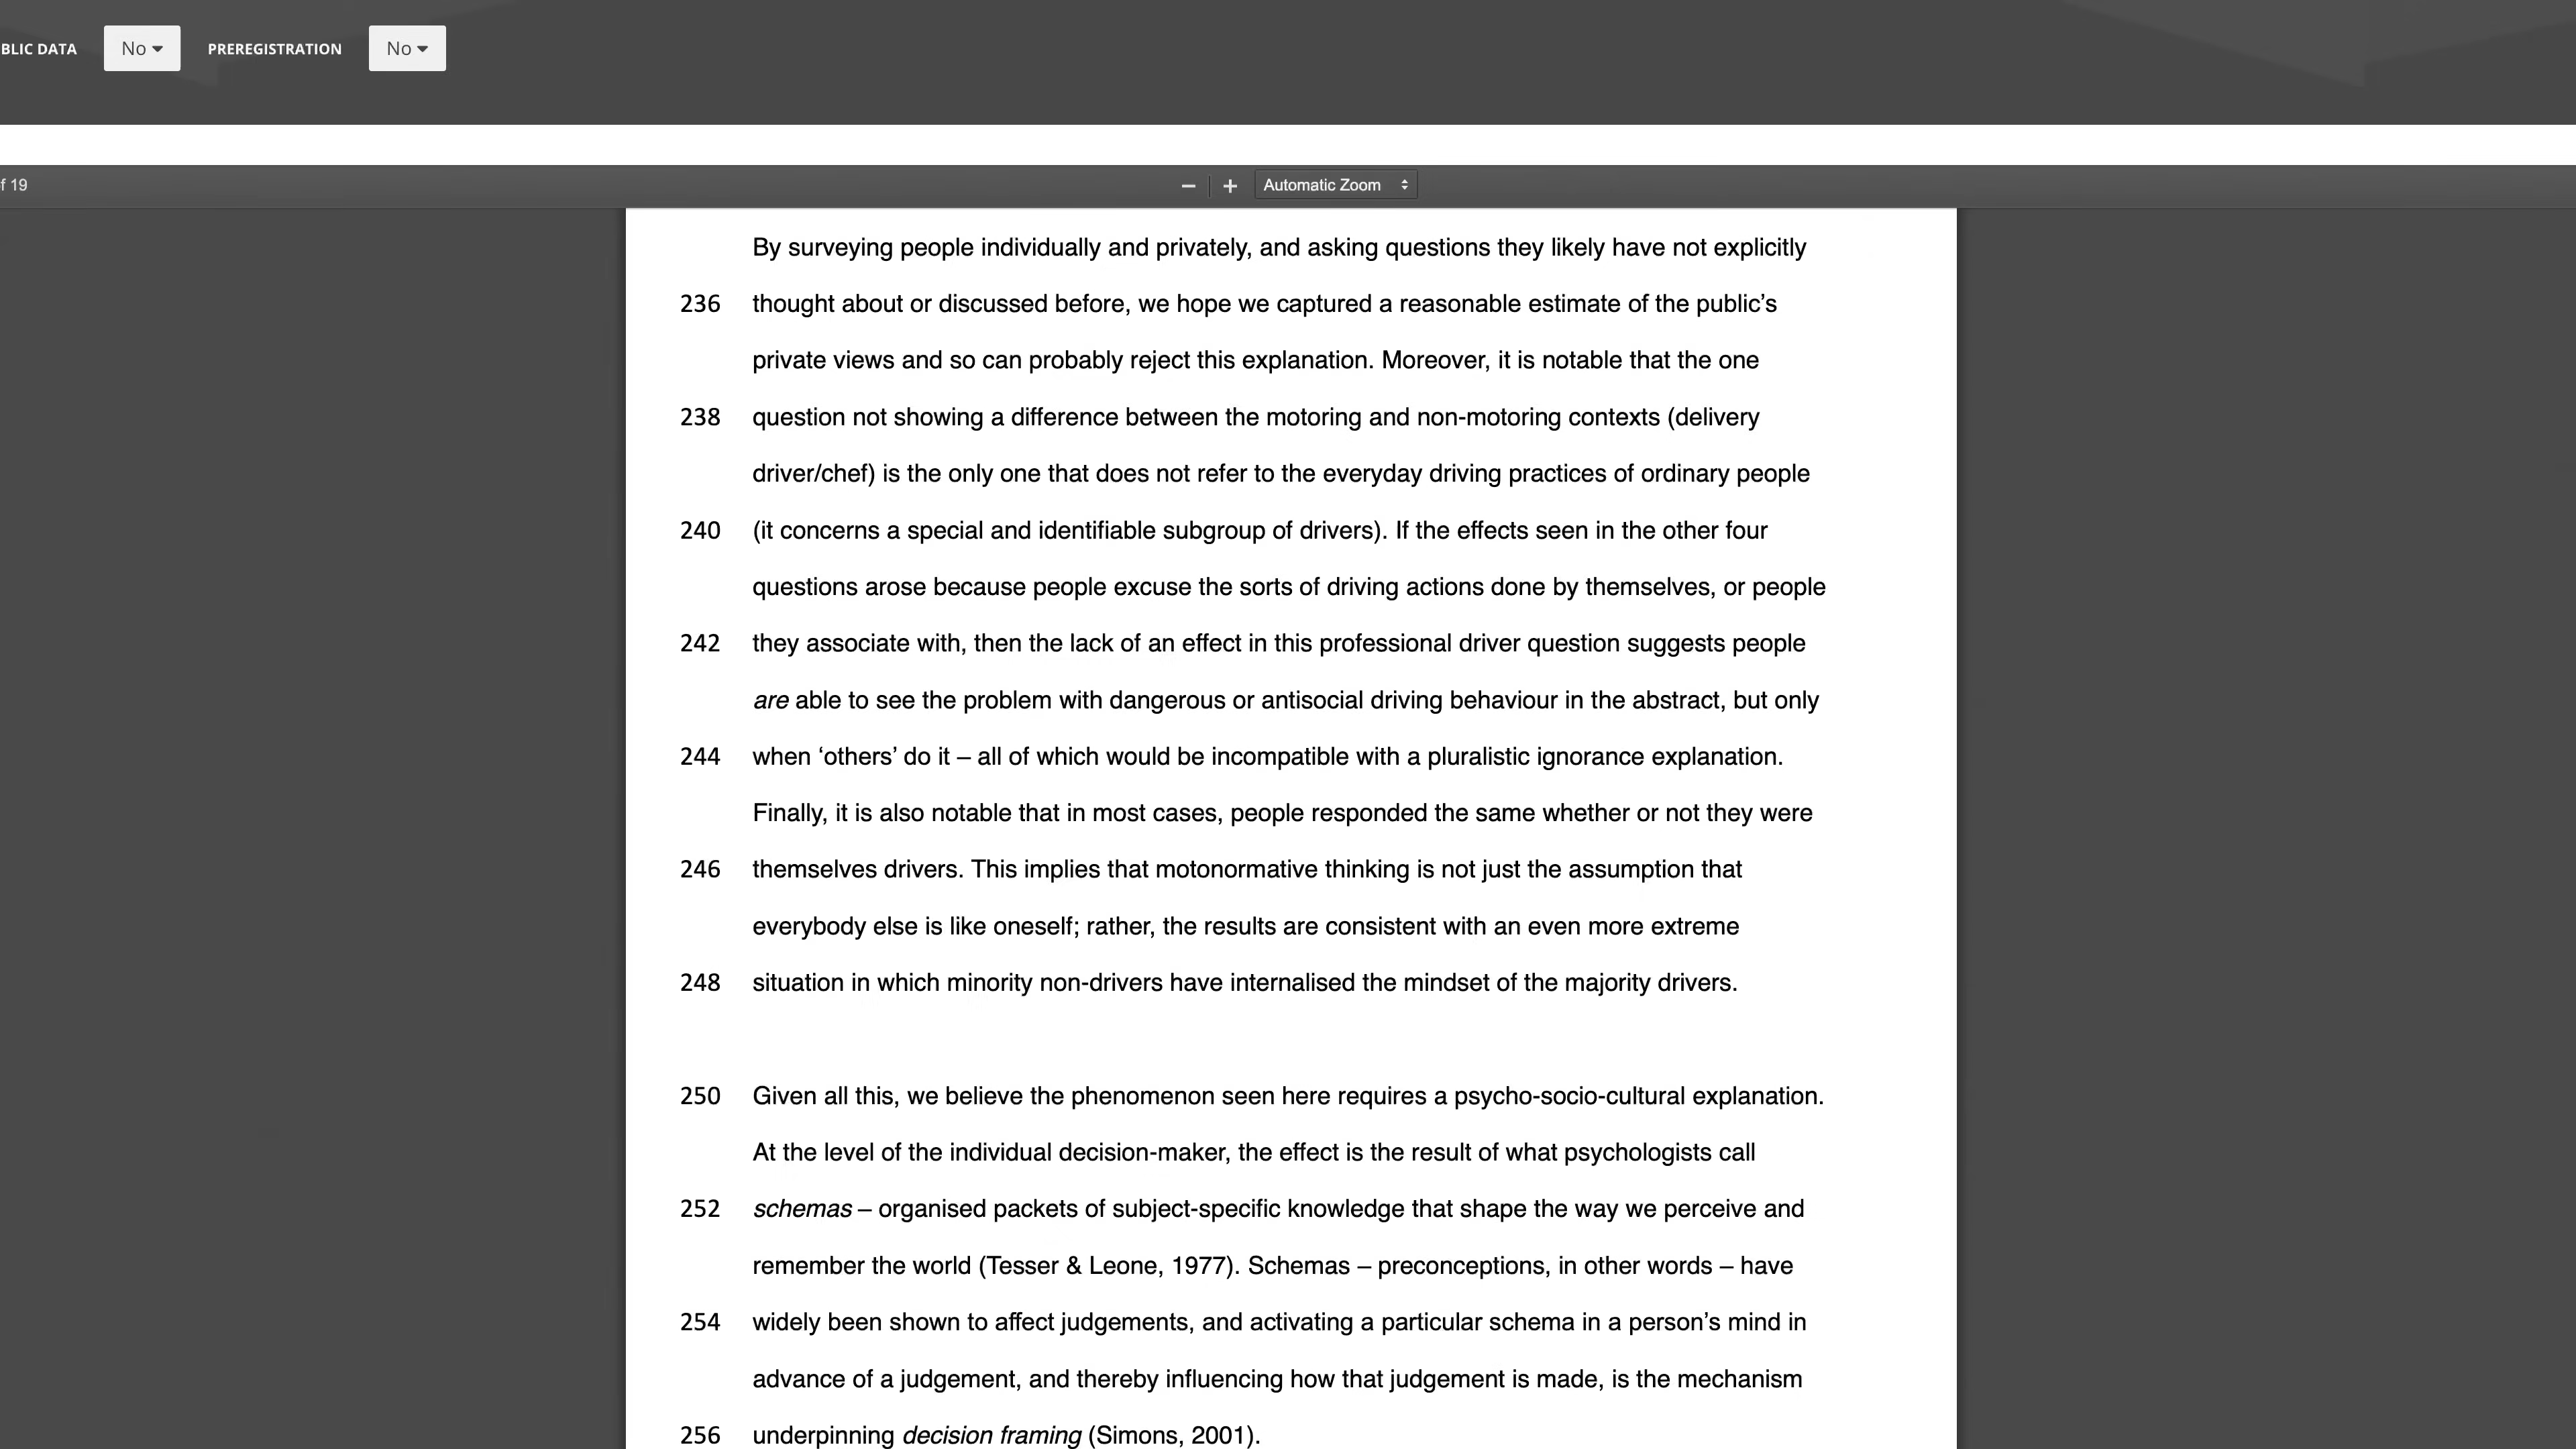 BLIC DATA No PREREGISTRATION No
f 19 Automatic Zoom
By surveying people individually and privately, and asking questions they likely have not explicitly
236 thought about or discussed before, we hope we captured a reasonable estimate of the public’s
private views and so can probably reject this explanation. Moreover, it is notable that the one
238 question not showing a difference between the motoring and non-motoring contexts (delivery
driver/chef) is the only one that does not refer to the everyday driving practices of ordinary people
240 (it concerns a special and identifiable subgroup of drivers). If the effects seen in the other four
questions arose because people excuse the sorts of driving actions done by themselves, or people
242 they associate with, then the lack of an effect in this professional driver question suggests people
are able to see the problem with dangerous or antisocial driving behaviour in the abstract, but only
244 when ‘others’ do it – all of which would be incompatible with a pluralistic ignorance explanation.
Finally, it is also notable that in most cases, people responded the same whether or not they were
246 themselves drivers. This implies that motonormative thinking is not just the assumption that
everybody else is like oneself; rather, the results are consistent with an even more extreme
248 situation in which minority non-drivers have internalised the mindset of the majority drivers.
250 Given all this, we believe the phenomenon seen here requires a psycho-socio-cultural explanation.
At the level of the individual decision-maker, the effect is the result of what psychologists call
252 schemas – organised packets of subject-specific knowledge that shape the way we perceive and
remember the world (Tesser & Leone, 1977). Schemas – preconceptions, in other words – have
254 widely been shown to affect judgements, and activating a particular schema in a person’s mind in
advance of a judgement, and thereby influencing how that judgement is made, is the mechanism
256 underpinning decision framing (Simons, 2001).